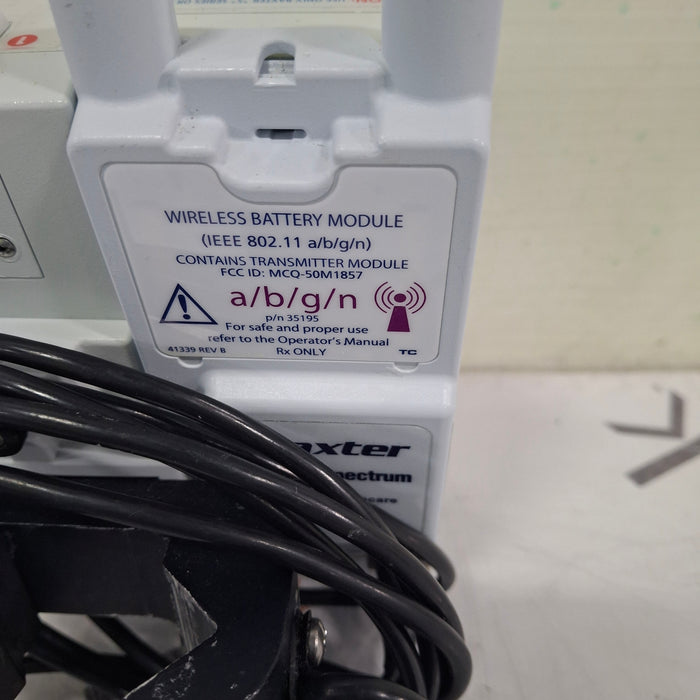 WIRELESS BATTERY MODULE
(IEEE 802.11 a/b/g/n)
CONTAINS TRANSMITTER MODULE
FCC ID: MCQ-50M1857
a/b/g/n
p/n 35195
For safe and proper use
refer to the Operator's Manual
41339 REV B Rx ONLY TC
axter
pectrum
care